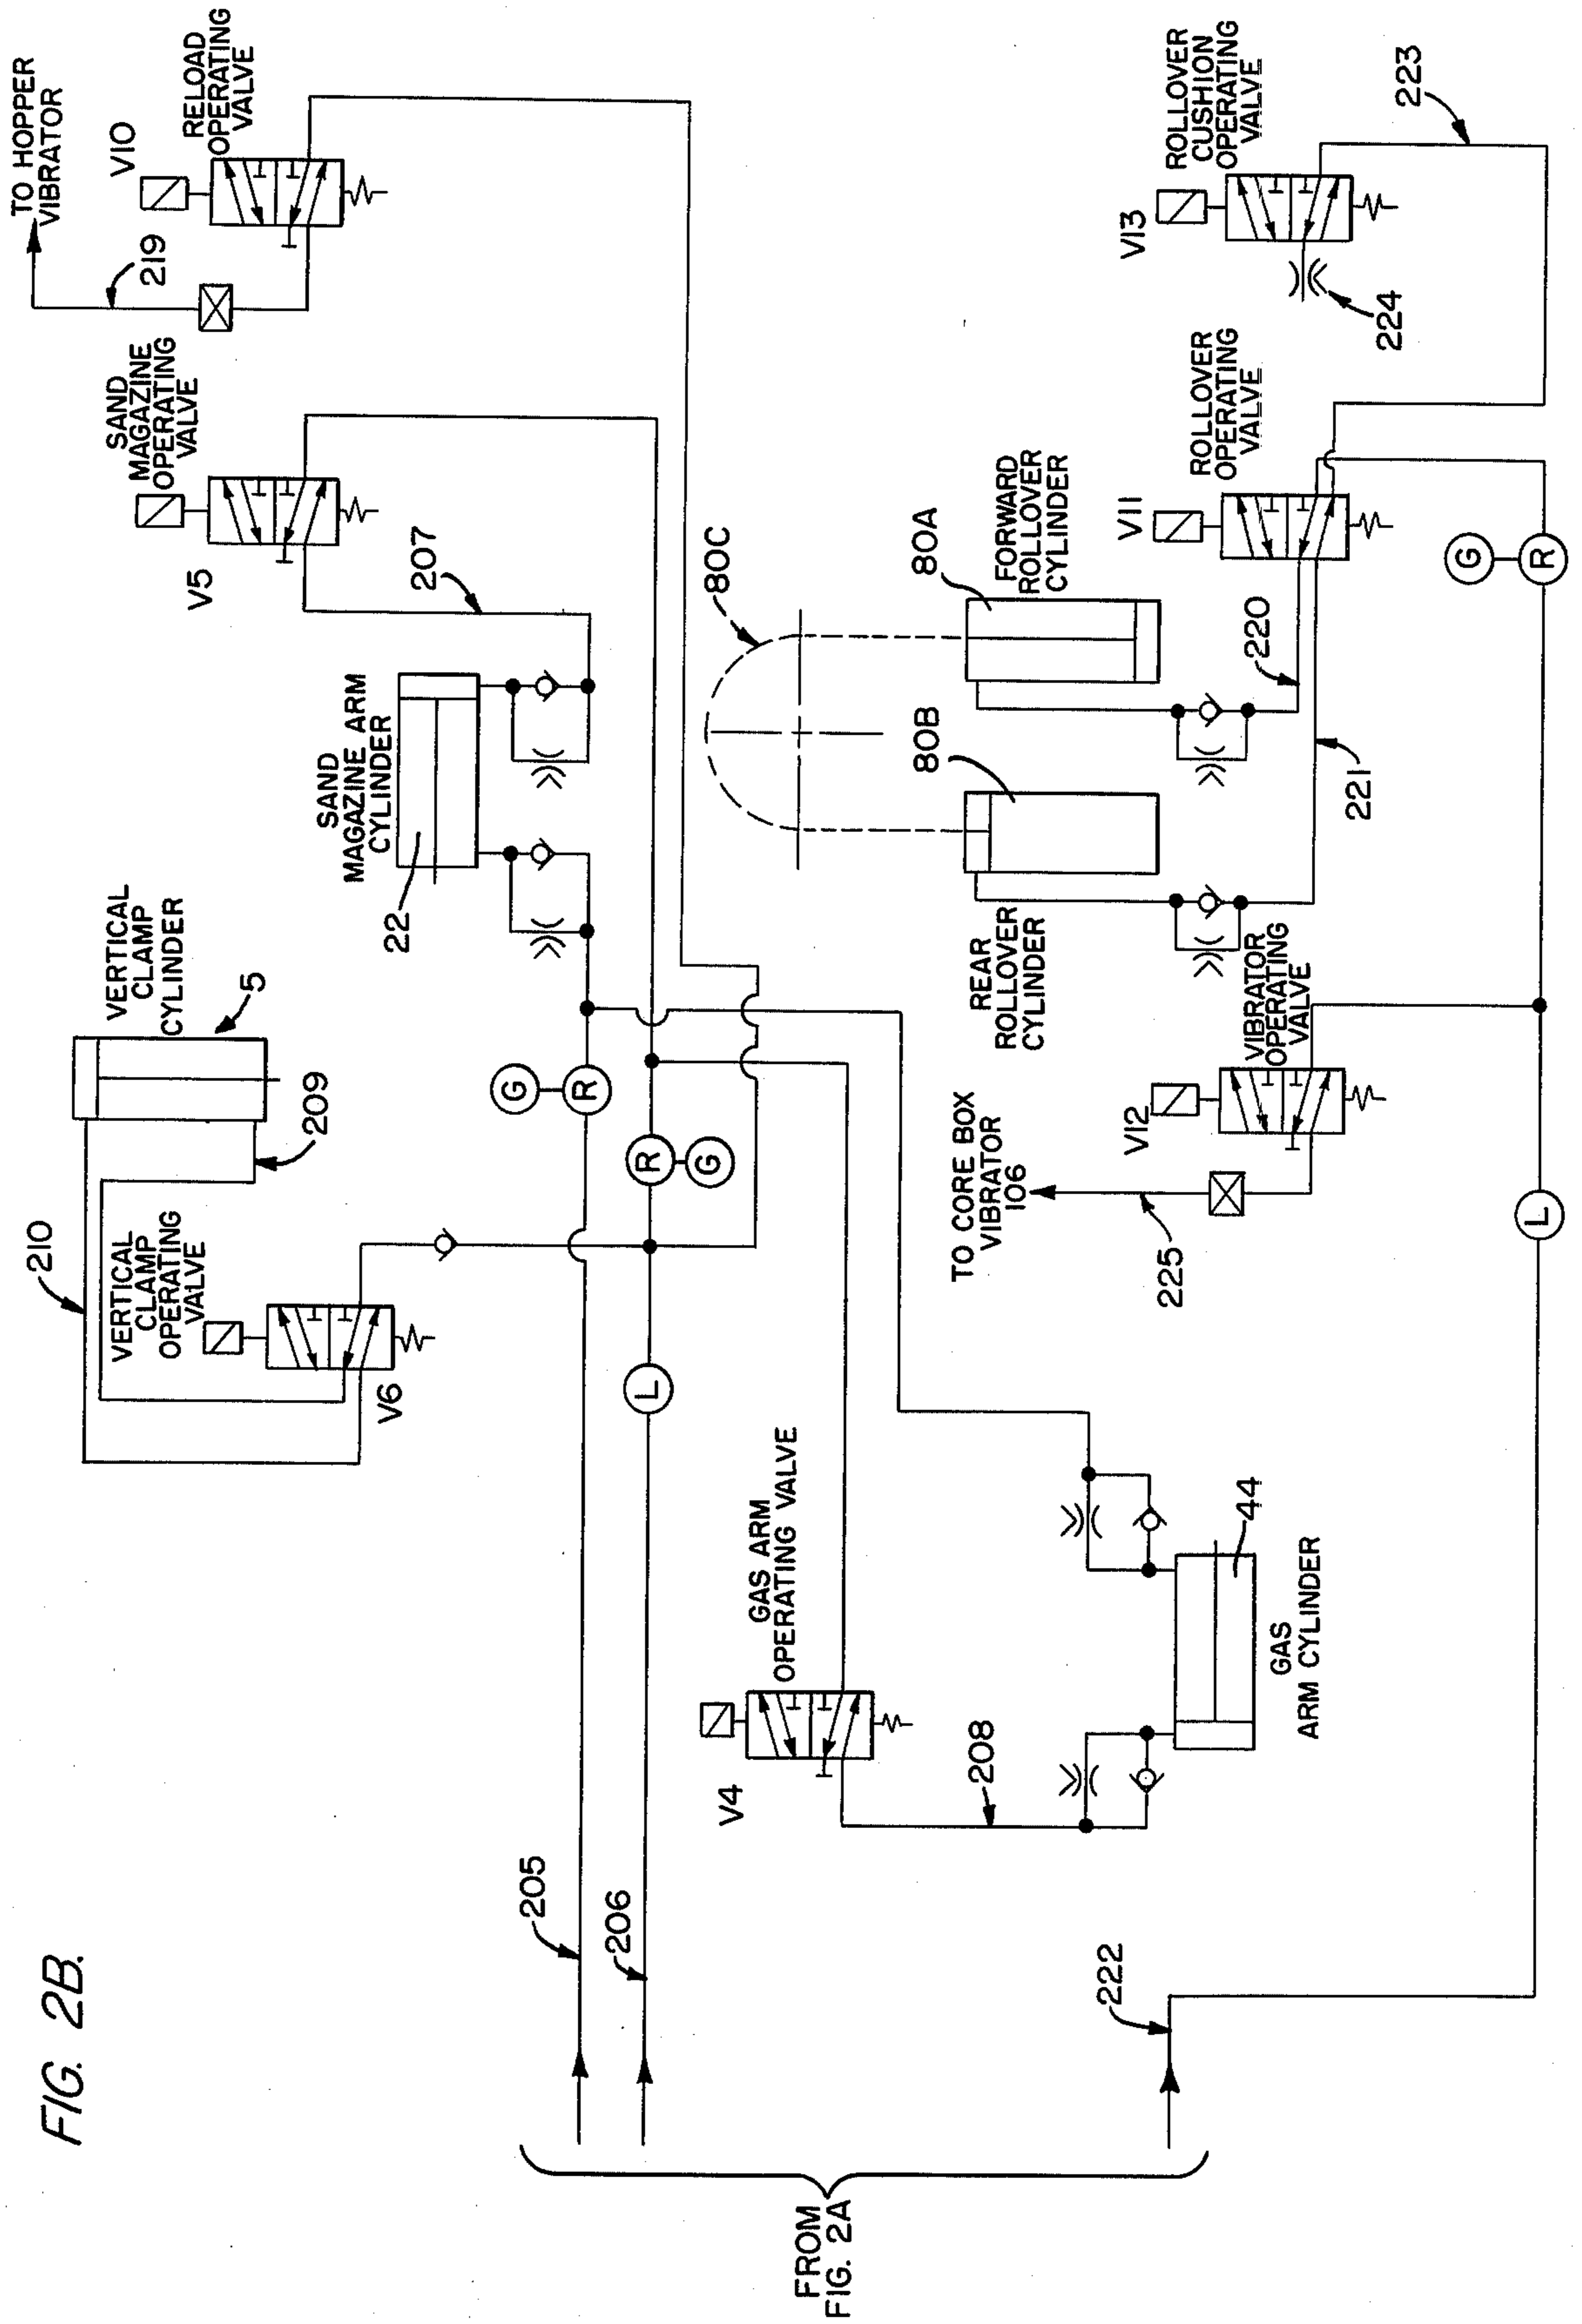 FIG. 2B.
TO HOPPER
VIBRATOR
219
V10
RELOAD
OPERATING
VALVE
SAND
MAGAZINE
OPERATING
VALVE
V5
207
VERTICAL
CLAMP
CYLINDER
5
209
210
VERTICAL
CLAMP
OPERATING
VALVE
V6
SAND
MAGAZINE ARM
CYLINDER
22
G
R
R
G
L
205
206
80C
GAS ARM
OPERATING VALVE
V4
208
44
GAS
ARM CYLINDER
80A
FORWARD
ROLLOVER
CYLINDER
80B
REAR
ROLLOVER
CYLINDER
220
221
V11
ROLLOVER
OPERATING
VALVE
V13
ROLLOVER
CUSHION
OPERATING
VALVE
223
224
G
R
TO CORE BOX
VIBRATOR
106
V12
VIBRATOR
OPERATING
VALVE
225
L
222
FROM
FIG. 2A